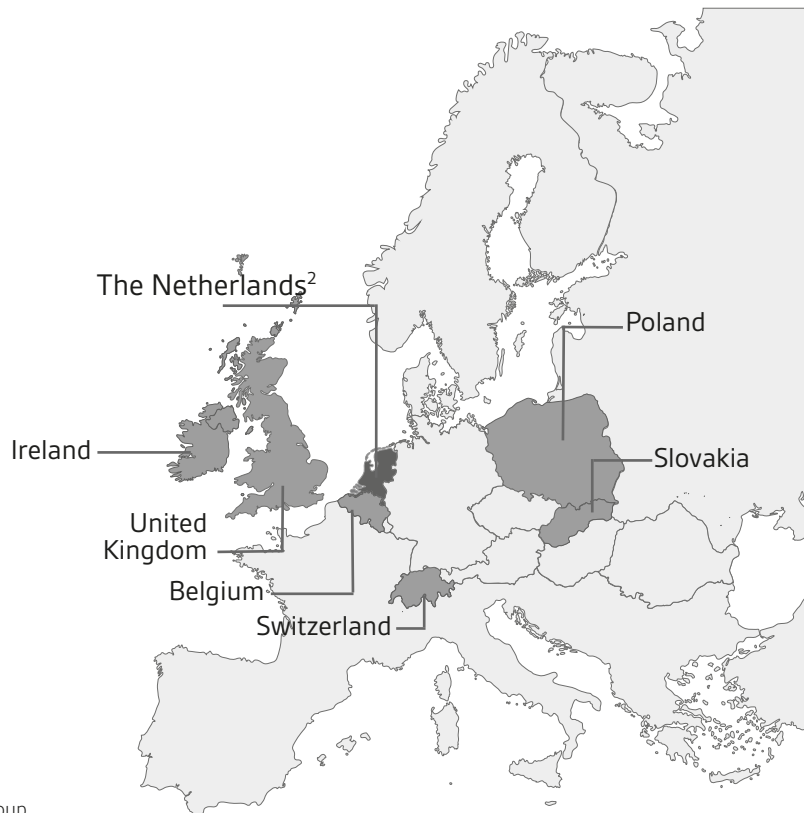 The Netherlands²
Poland
Ireland
Slovakia
United
Kingdom
Belgium
Switzerland